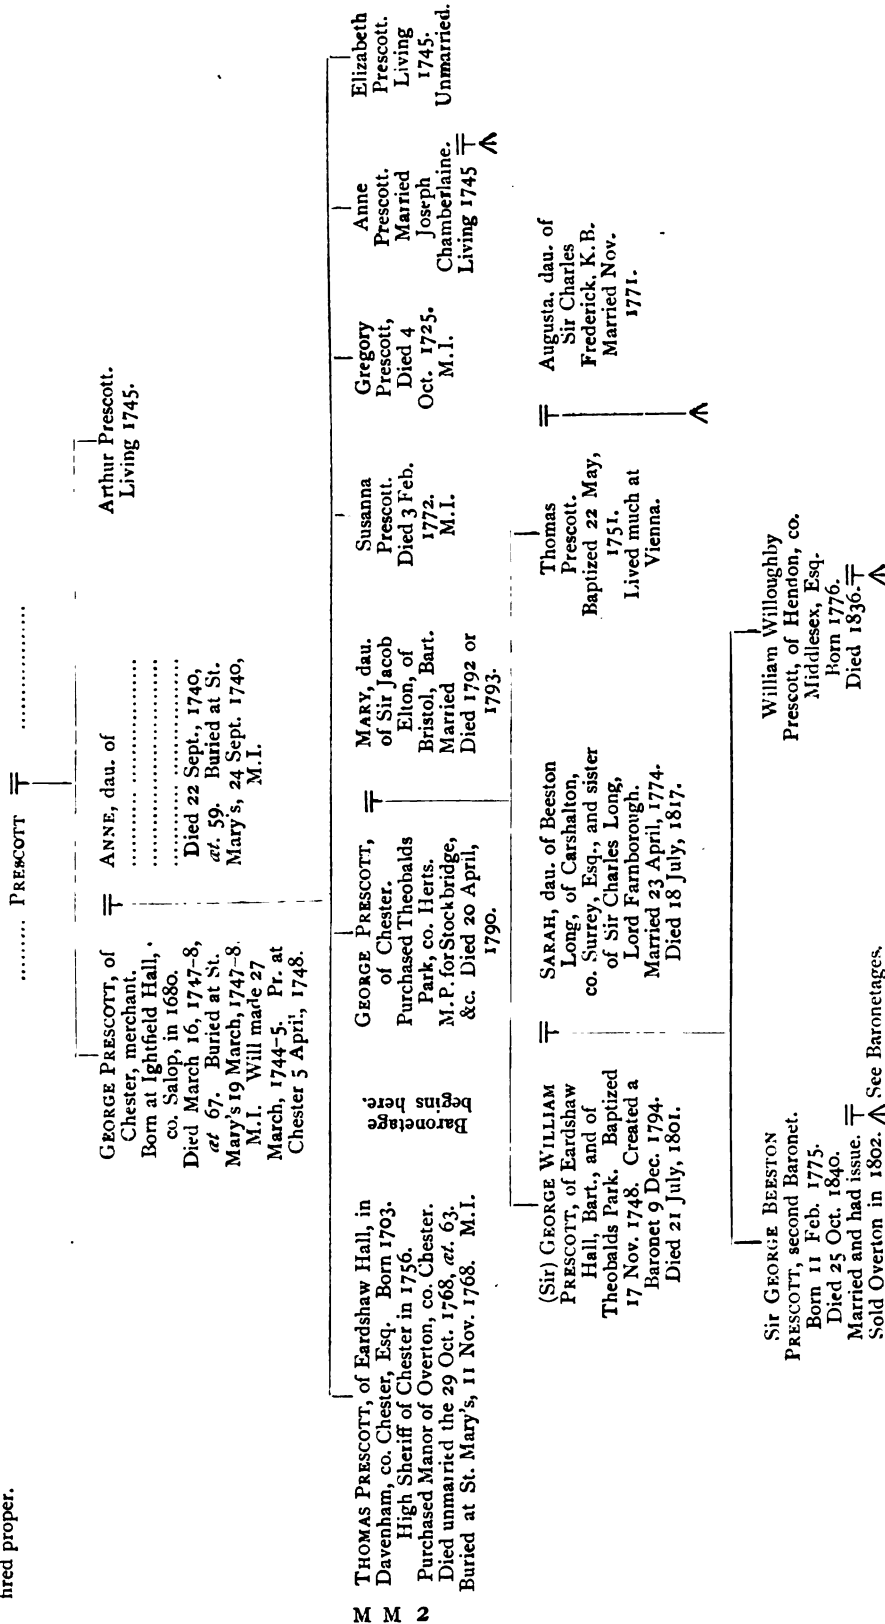 hred proper.
......... PRESCOTT ..................
GEORGE PRESCOTT, of
Chester, merchant.
Born at Ightfield Hall,
co. Salop, in 1680.
Died March 16, 1747-8,
at 67. Buried at St.
Mary's 19 March, 1747-8.
M.I. Will made 27
March, 1744-5. Pr. at
Chester 5 April, 1748.
ANNE, dau. of
..............................
..............................
..............................
Died 22 Sept., 1740,
æt. 59. Buried at St.
Mary's, 24 Sept. 1740,
M.I.
Arthur Prescott.
Living 1745.
THOMAS PRESCOTT, of Eardshaw Hall, in
Davenham, co. Chester, Esq. Born 1703.
High Sheriff of Chester in 1756.
Purchased Manor of Overton, co. Chester.
Died unmarried the 29 Oct. 1768, æt. 63.
Buried at St. Mary's, 11 Nov. 1768. M.I.
Baronetage
begins here.
GEORGE PRESCOTT,
of Chester.
Purchased Theobalds
Park, co. Herts.
M.P. for Stockbridge,
&c. Died 20 April,
1790.
MARY, dau.
of Sir Jacob
Elton, of
Bristol, Bart.
Married
Died 1792 or
1793.
Susanna
Prescott.
Died 3 Feb.
1772.
M.I.
Gregory
Prescott,
Died 4
Oct. 1725.
M.I.
Anne
Prescott.
Married
Joseph
Chamberlaine.
Living 1745
Elizabeth
Prescott.
Living
1745.
Unmarried.
(Sir) GEORGE WILLIAM
PRESCOTT, of Eardshaw
Hall, Bart., and of
Theobalds Park. Baptized
17 Nov. 1748. Created a
Baronet 9 Dec. 1794.
Died 21 July, 1801.
SARAH, dau. of Beeston
Long, of Carshalton,
co. Surrey, Esq., and sister
of Sir Charles Long,
Lord Farnborough.
Married 23 April, 1774.
Died 18 July, 1817.
Thomas
Prescott.
Baptized 22 May,
1751.
Lived much at
Vienna.
Augusta, dau. of
Sir Charles
Frederick, K.B.
Married Nov.
1771.
Sir GEORGE BEESTON
PRESCOTT, second Baronet.
Born 11 Feb. 1775.
Died 25 Oct. 1840.
Married and had issue.
Sold Overton in 1802. See Baronetages.
William Willoughby
Prescott, of Hendon, co.
Middlesex, Esq.
Born 1776.
Died 1836.
M M 2